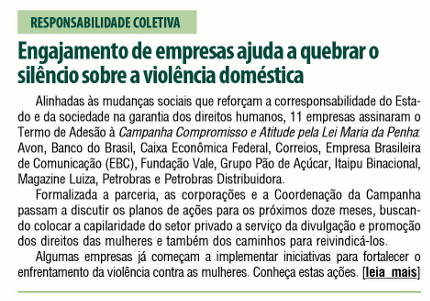 RESPONSABILIDADE COLETIVA
Engajamento de empresas ajuda a quebrar o
silêncio sobre a violência doméstica
Alinhadas às mudanças sociais que reforçam a corresponsabilidade do Esta-
do e da sociedade na garantia dos direitos humanos, 11 empresas assinaram o
Termo de Adesão à Campanha Compromisso e Atitude pela Lei Maria da Penha:
Avon, Banco do Brasil, Caixa Econômica Federal, Correios, Empresa Brasileira
de Comunicação (EBC), Fundação Vale, Grupo Pão de Açúcar, Itaipu Binacional,
Magazine Luiza, Petrobras e Petrobras Distribuidora.
Formalizada a parceria, as corporações e a Coordenação da Campanha
passam a discutir os planos de ações para os próximos doze meses, buscan-
do colocar a capilaridade do setor privado a serviço da divulgação e promoção
dos direitos das mulheres e também dos caminhos para reivindicá-los.
Algumas empresas já começam a implementar iniciativas para fortalecer o
enfrentamento da violência contra as mulheres. Conheça estas ações. [leia mais]